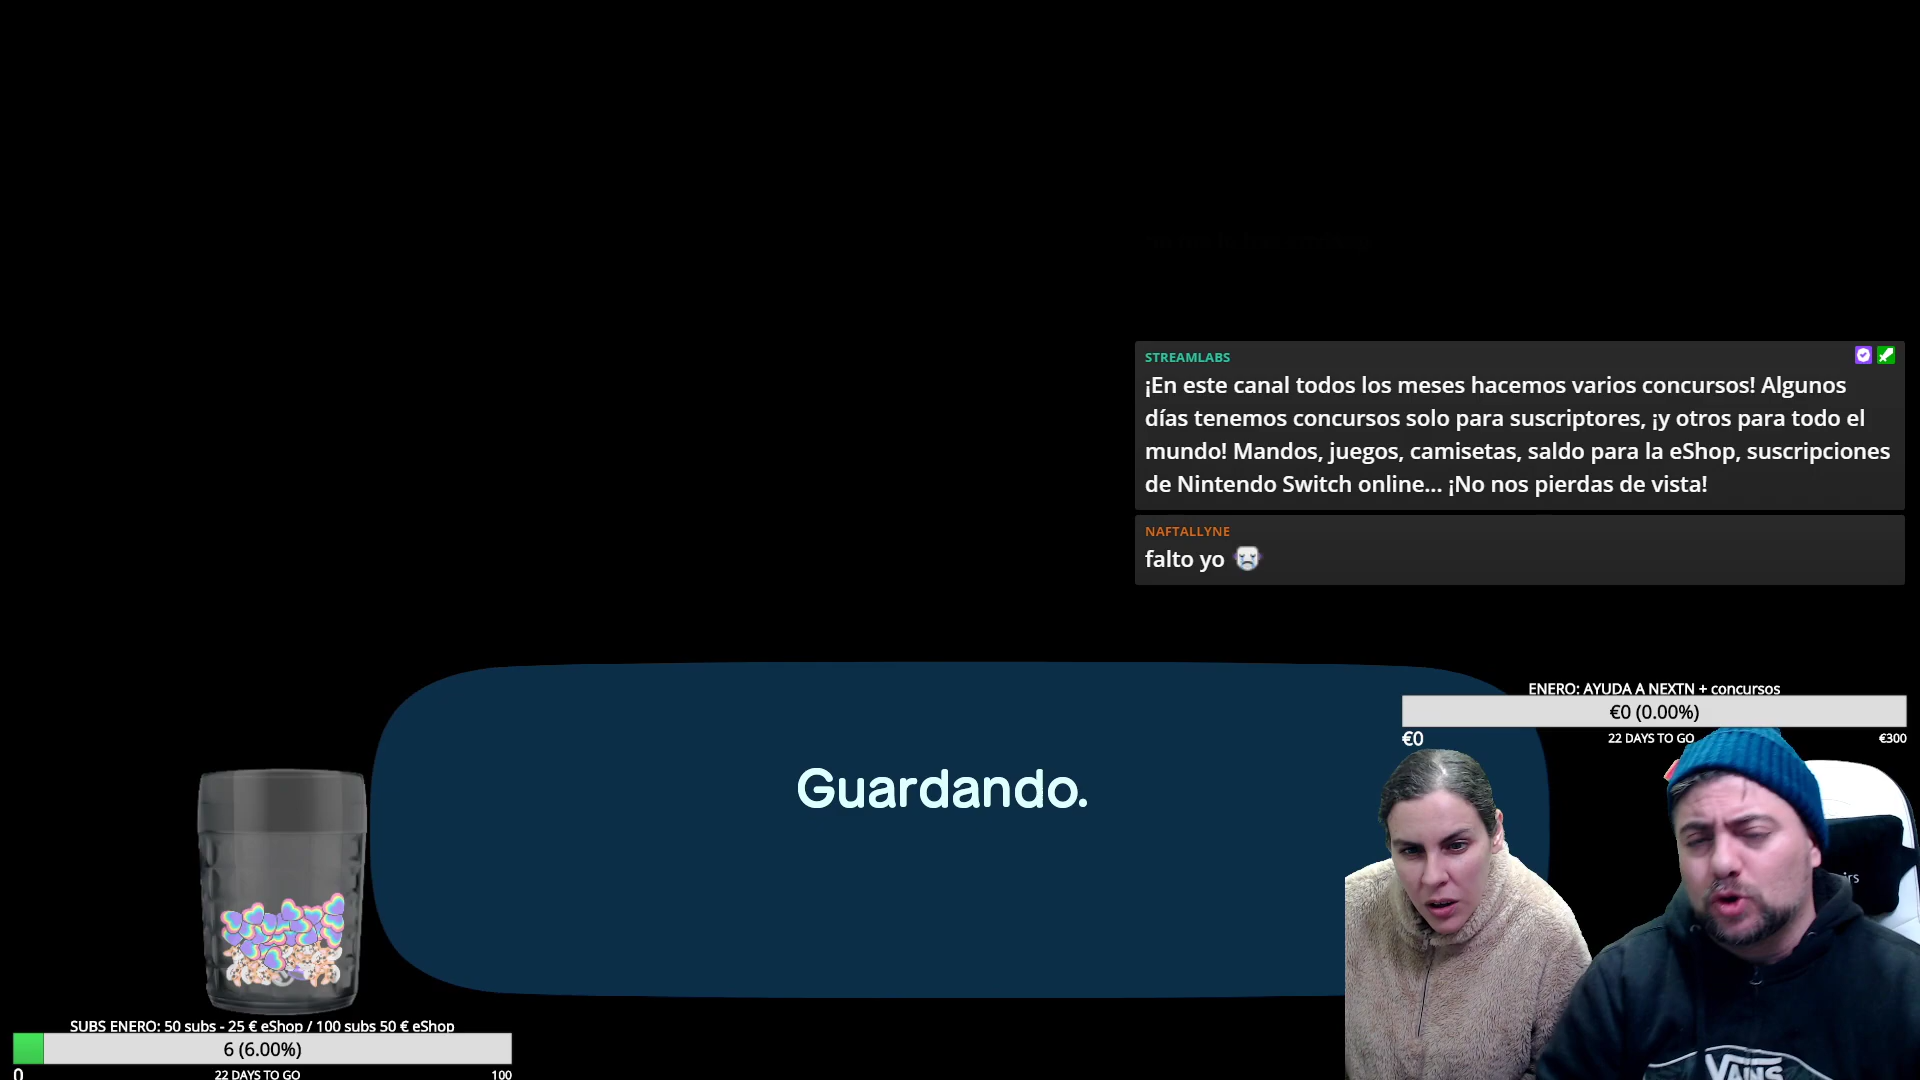 STREAMLABS
¡En este canal todos los meses hacemos varios concursos! Algunos
días tenemos concursos solo para suscriptores, ¡y otros para todo el
mundo! Mandos, juegos, camisetas, saldo para la eShop, suscripciones
de Nintendo Switch online... ¡No nos pierdas de vista!
NAFTALLYNE
falto yo
ENERO: AYUDA A NEXTN + concursos
€0 (0.00%)
€0 22 DAYS TO GO €300
Guardando.
irs
VANS
SUBS ENERO: 50 subs - 25 € eShop / 100 subs 50 € eShop
6 (6.00%)
0 22 DAYS TO GO 100